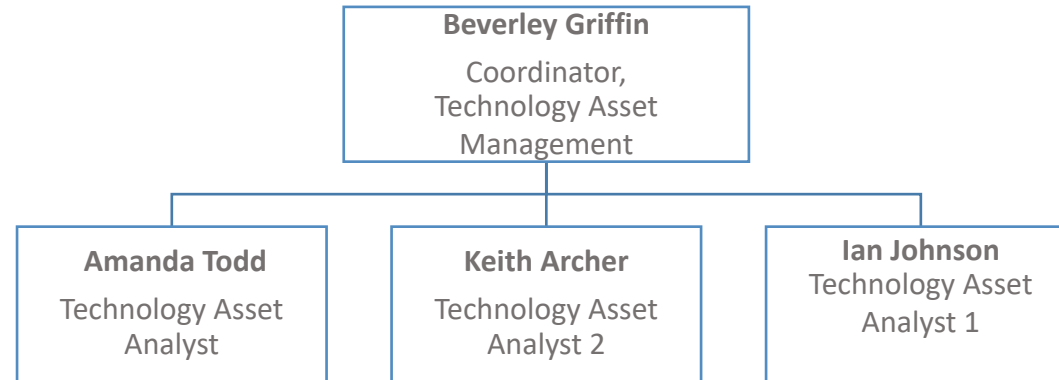 Beverley Griffin
Coordinator,
Technology Asset
Management
Amanda Todd
Technology Asset
Analyst
Keith Archer
Technology Asset
Analyst 2
Ian Johnson
Technology Asset
Analyst 1